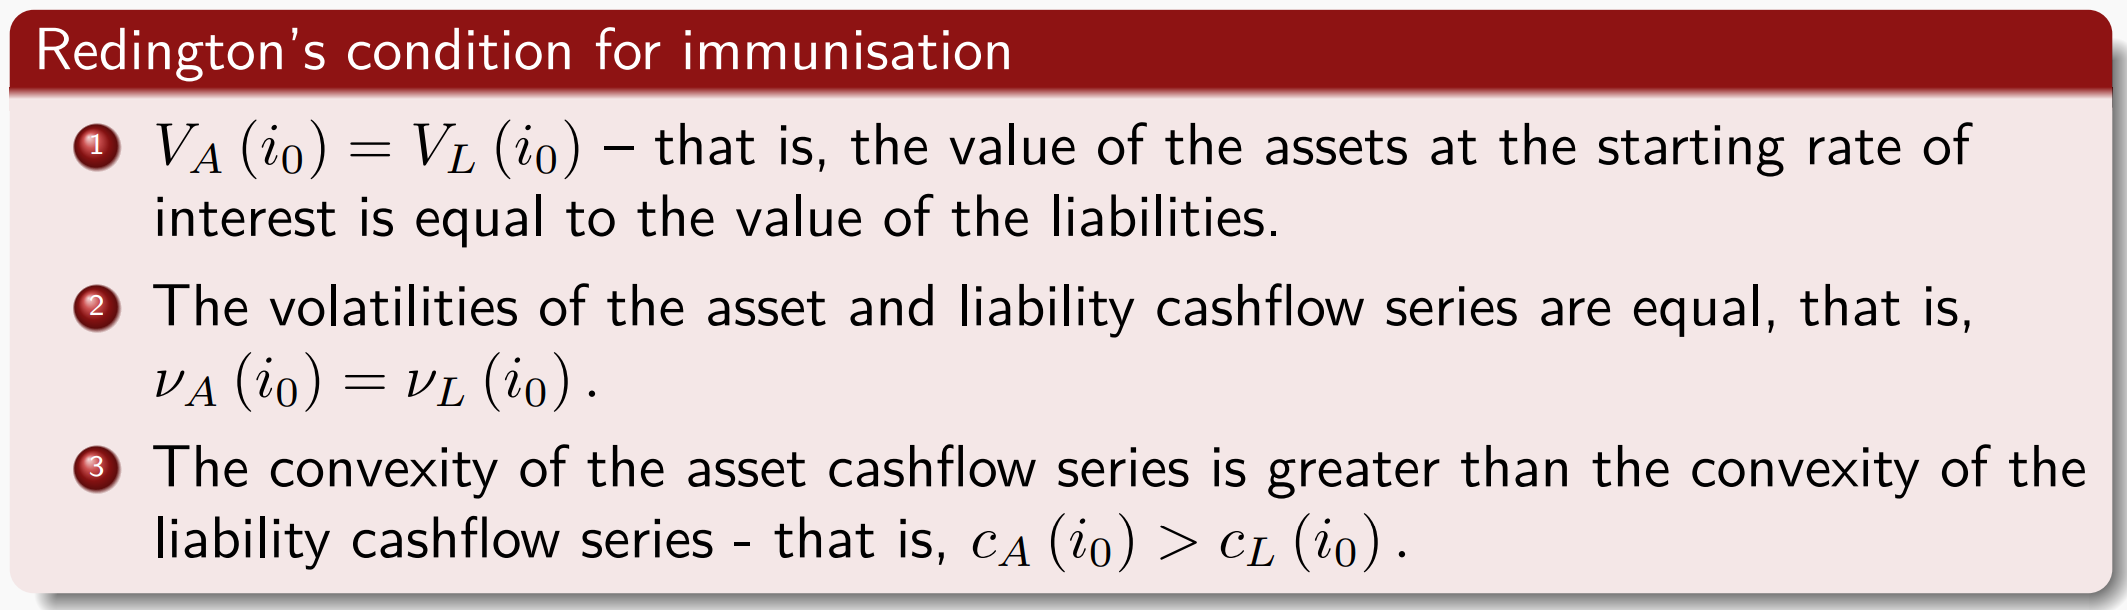 Redington's condition for immunisation
1 V_A (i_0) = V_L (i_0) – that is, the value of the assets at the starting rate of
interest is equal to the value of the liabilities.
2 The volatilities of the asset and liability cashflow series are equal, that is,
ν_A (i_0) = ν_L (i_0) .
3 The convexity of the asset cashflow series is greater than the convexity of the
liability cashflow series - that is, c_A (i_0) > c_L (i_0) .